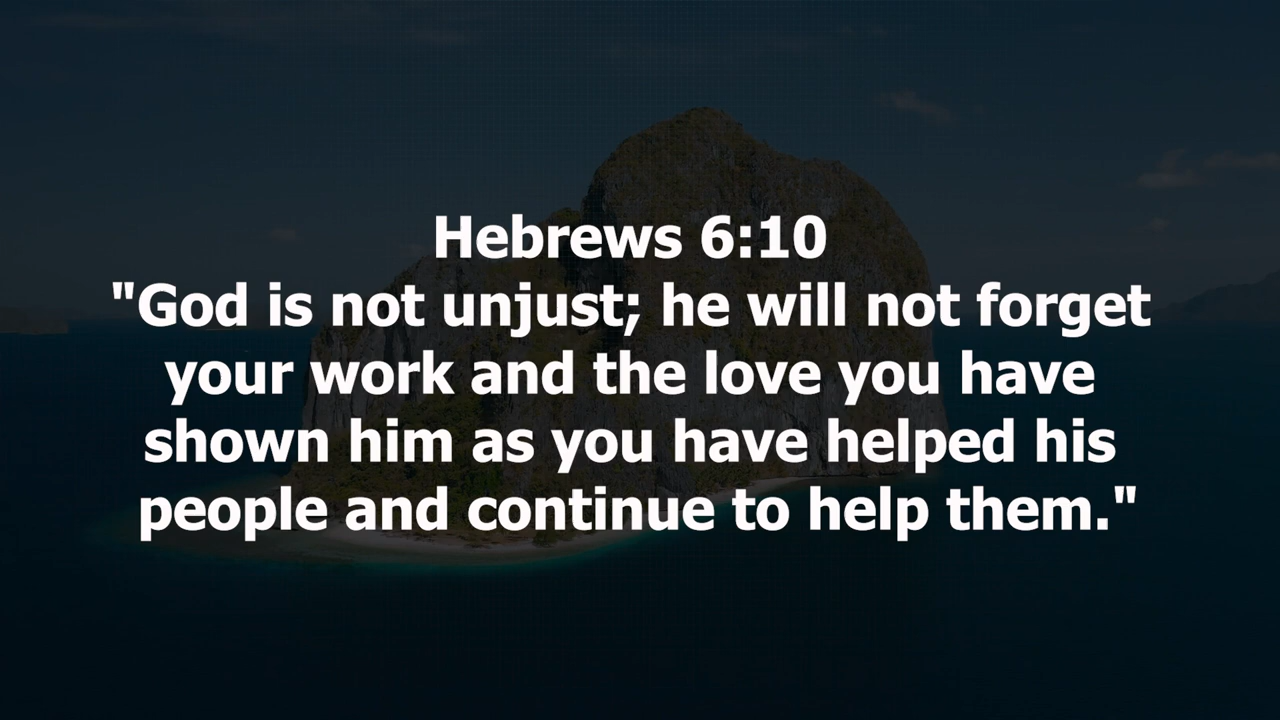 Hebrews 6:10
"God is not unjust; he will not forget
your work and the love you have
shown him as you have helped his
people and continue to help them."